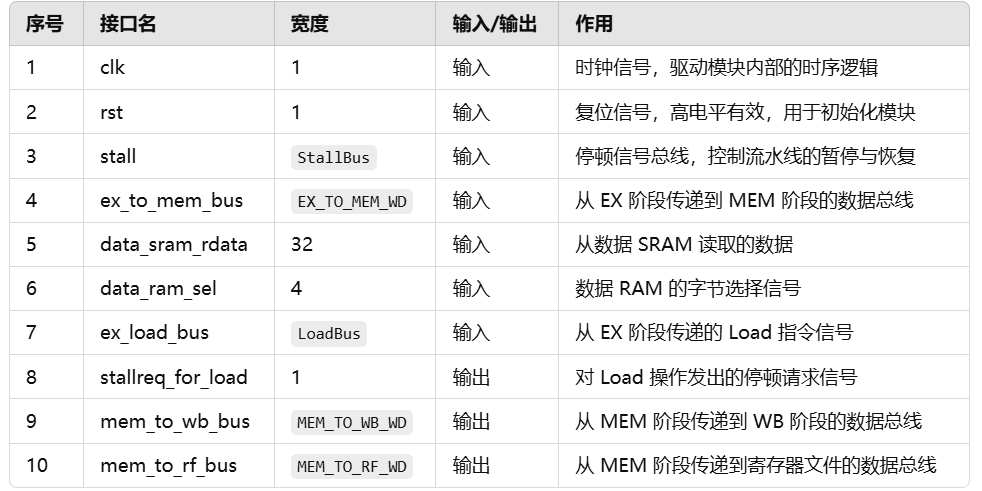 序号 接口名 宽度 输入/输出 作用
1 clk 1 输入 时钟信号，驱动模块内部的时序逻辑
2 rst 1 输入 复位信号，高电平有效，用于初始化模块
3 stall StallBus 输入 停顿信号总线，控制流水线的暂停与恢复
4 ex_to_mem_bus EX_TO_MEM_WD 输入 从 EX 阶段传递到 MEM 阶段的数据总线
5 data_sram_rdata 32 输入 从数据 SRAM 读取的数据
6 data_ram_sel 4 输入 数据 RAM 的字节选择信号
7 ex_load_bus LoadBus 输入 从 EX 阶段传递的 Load 指令信号
8 stallreq_for_load 1 输出 对 Load 操作发出的停顿请求信号
9 mem_to_wb_bus MEM_TO_WB_WD 输出 从 MEM 阶段传递到 WB 阶段的数据总线
10 mem_to_rf_bus MEM_TO_RF_WD 输出 从 MEM 阶段传递到寄存器文件的数据总线